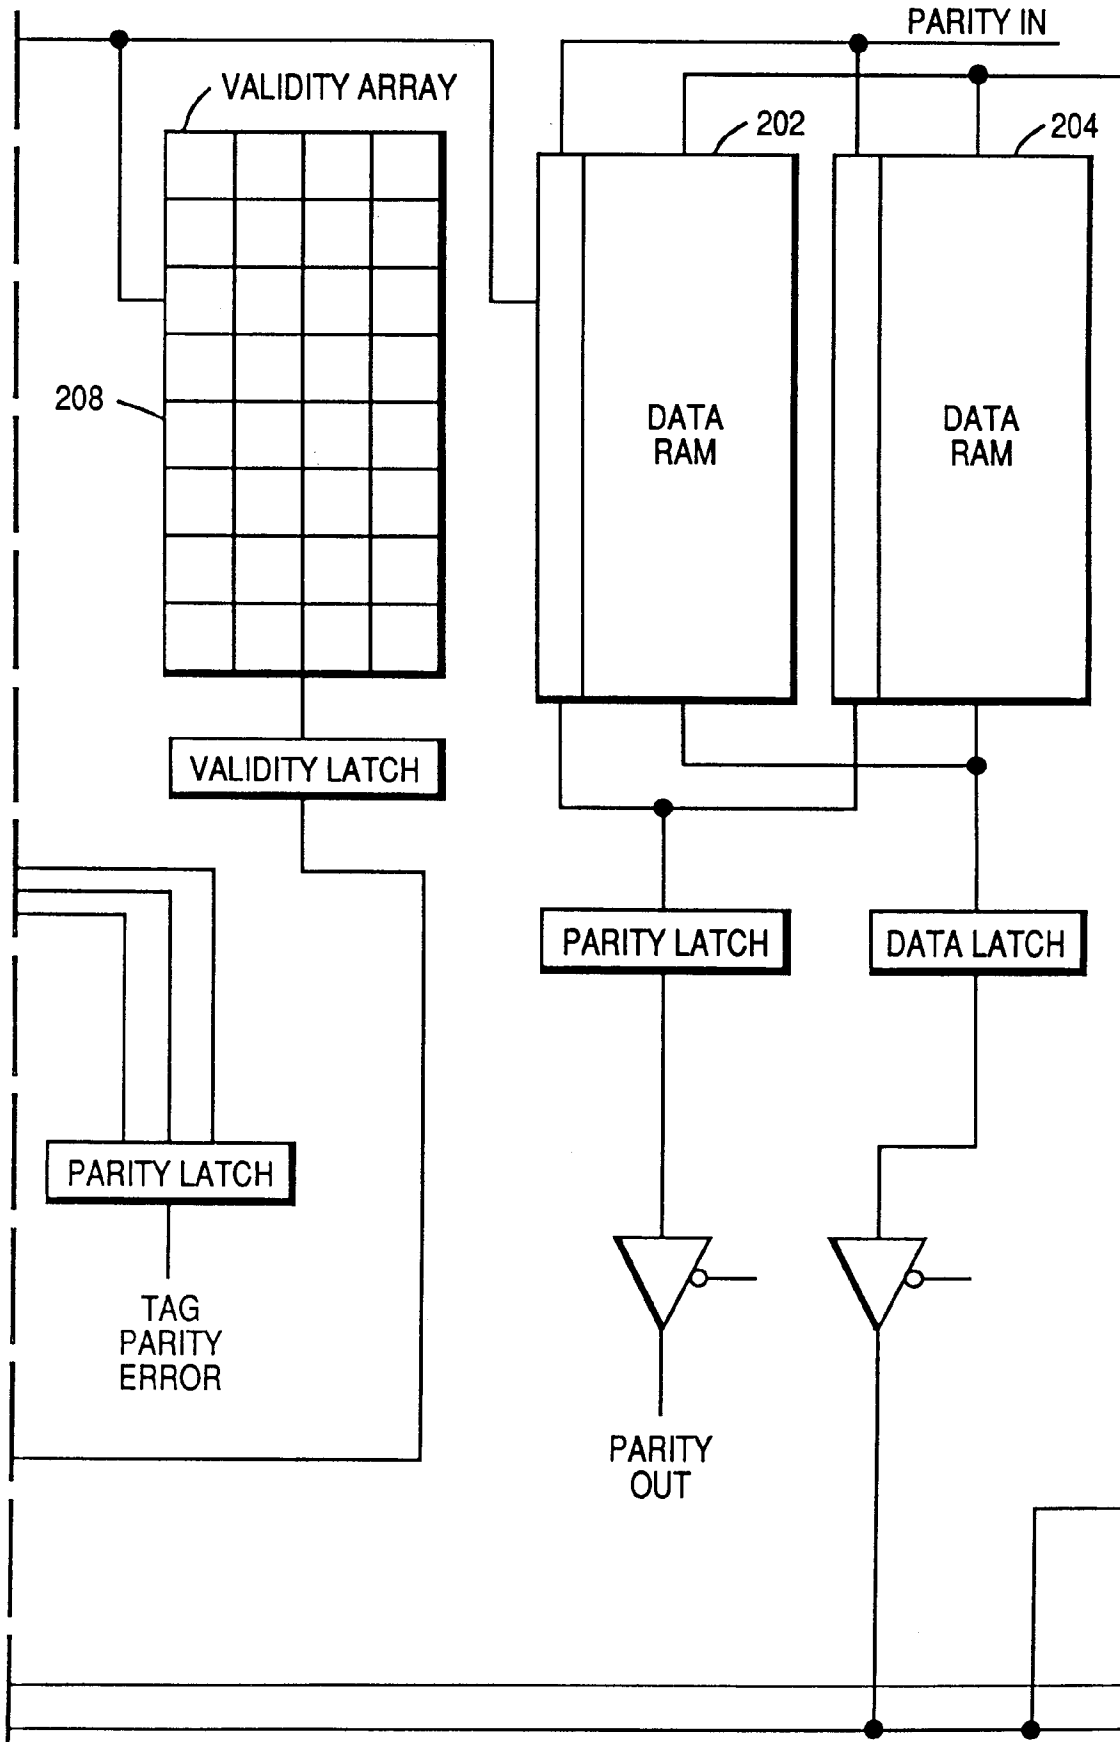 PARITY IN
VALIDITY ARRAY
202
204
208
DATA
RAM
DATA
RAM
VALIDITY LATCH
PARITY LATCH
DATA LATCH
PARITY LATCH
TAG
PARITY
ERROR
PARITY
OUT